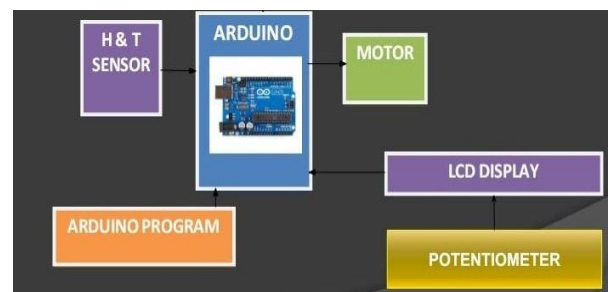 H & T
SENSOR
ARDUINO
MOTOR
LCD DISPLAY
ARDUINO PROGRAM
POTENTIOMETER